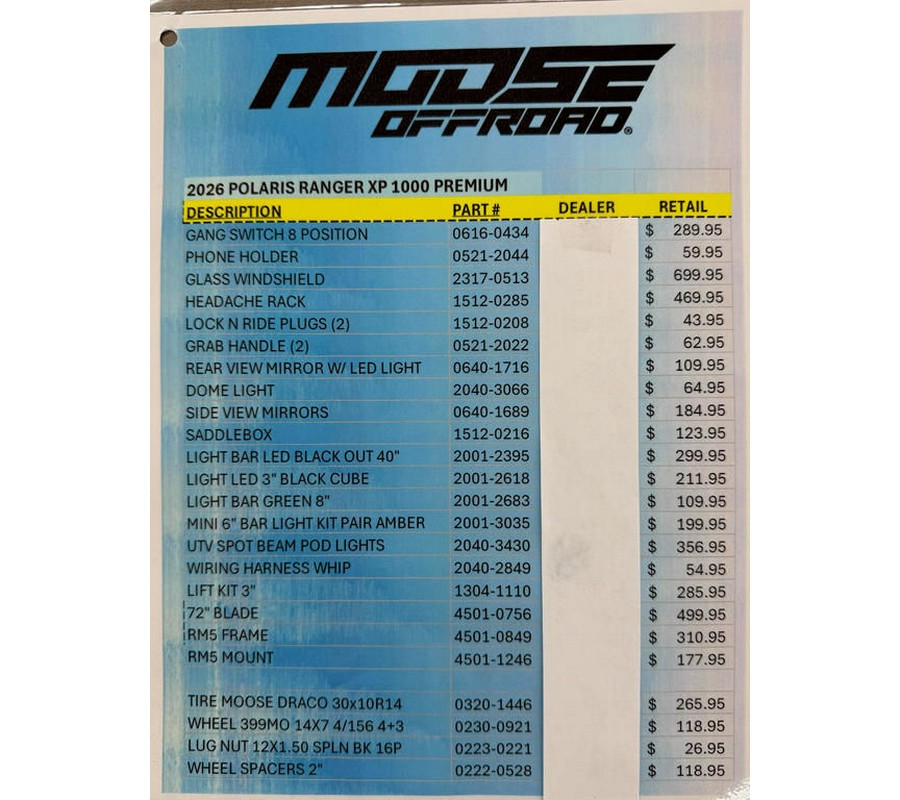 MOOSE
OFFROAD®
2026 POLARIS RANGER XP 1000 PREMIUM
DESCRIPTION PART # DEALER RETAIL
GANG SWITCH 8 POSITION 0616-0434 $ 289.95
PHONE HOLDER 0521-2044 $ 59.95
GLASS WINDSHIELD 2317-0513 $ 699.95
HEADACHE RACK 1512-0285 $ 469.95
LOCK N RIDE PLUGS (2) 1512-0208 $ 43.95
GRAB HANDLE (2) 0521-2022 $ 62.95
REAR VIEW MIRROR W/ LED LIGHT 0640-1716 $ 109.95
DOME LIGHT 2040-3066 $ 64.95
SIDE VIEW MIRRORS 0640-1689 $ 184.95
SADDLEBOX 1512-0216 $ 123.95
LIGHT BAR LED BLACK OUT 40" 2001-2395 $ 299.95
LIGHT LED 3" BLACK CUBE 2001-2618 $ 211.95
LIGHT BAR GREEN 8" 2001-2683 $ 109.95
MINI 6" BAR LIGHT KIT PAIR AMBER 2001-3035 $ 199.95
UTV SPOT BEAM POD LIGHTS 2040-3430 $ 356.95
WIRING HARNESS WHIP 2040-2849 $ 54.95
LIFT KIT 3" 1304-1110 $ 285.95
72" BLADE 4501-0756 $ 499.95
RM5 FRAME 4501-0849 $ 310.95
RM5 MOUNT 4501-1246 $ 177.95
TIRE MOOSE DRACO 30x10R14 0320-1446 $ 265.95
WHEEL 399MO 14X7 4/156 4+3 0230-0921 $ 118.95
LUG NUT 12X1.50 SPLN BK 16P 0223-0221 $ 26.95
WHEEL SPACERS 2" 0222-0528 $ 118.95